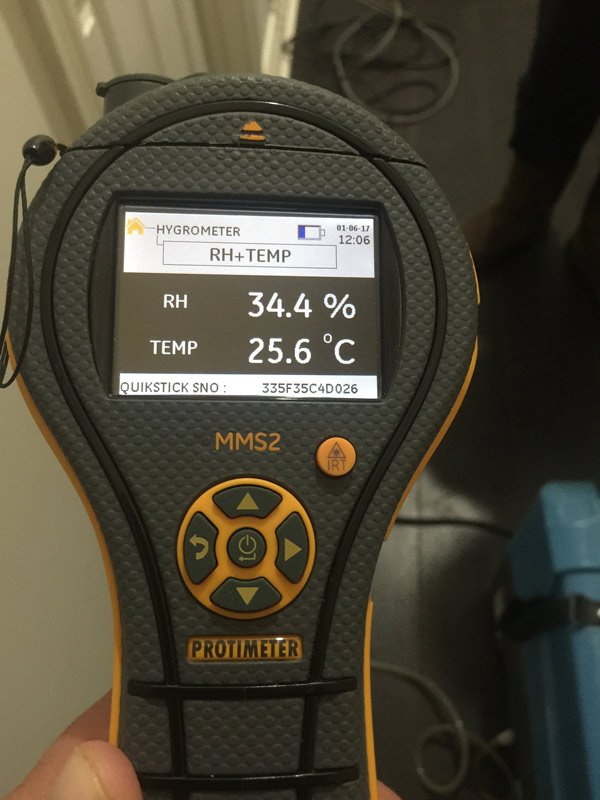 HYGROMETER
01-06-17
12:06
RH+TEMP
RH 34.4 %
TEMP 25.6 °C
QUIKSTICK SNO : 335F35C4D026
MMS2
IRT
PROTIMETER